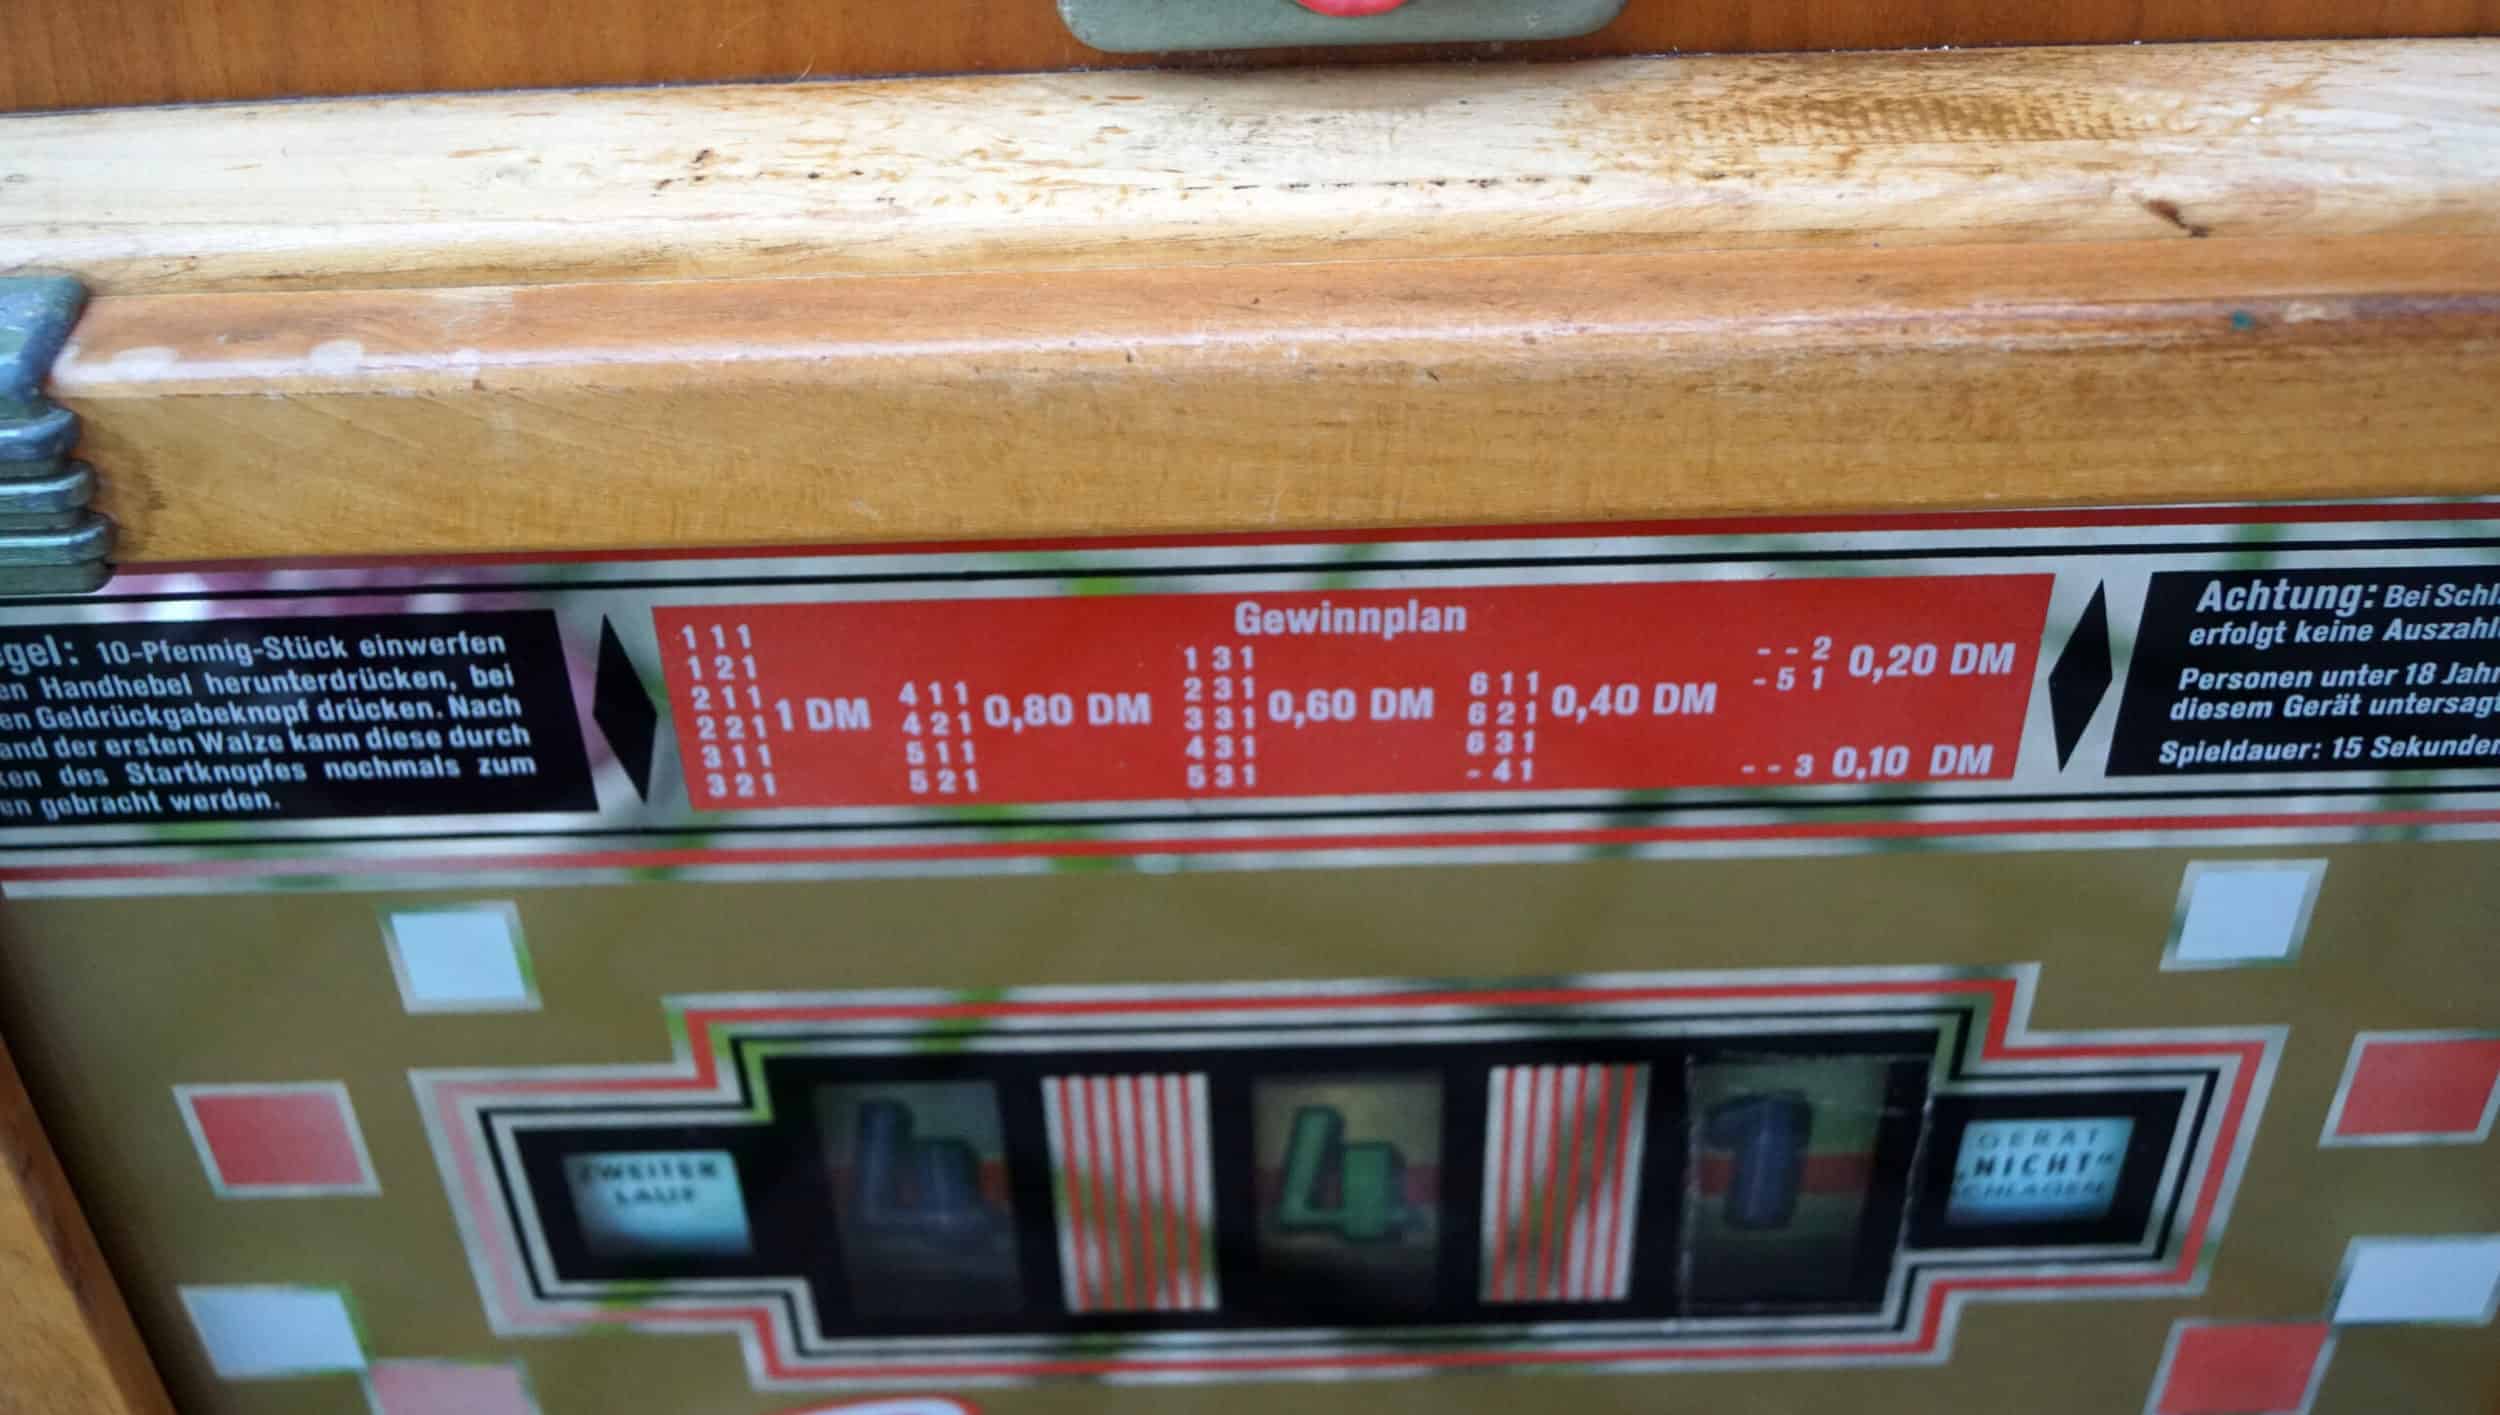 gel: 10-Pfennig-Stück einwerfen
en Handhebel herunterdrücken, bei
en Geldrückgabeknopf drücken. Nach
and der ersten Walze kann diese durch
ken des Startknopfes nochmals zum
en gebracht werden.
Gewinnplan
1 1 1
1 2 1
2 1 1
2 2 1
3 1 1
3 2 1
1 DM
4 1 1
4 2 1
5 1 1
5 2 1
0,80 DM
1 3 1
2 3 1
3 3 1
4 3 1
5 3 1
0,60 DM
6 1 1
6 2 1
6 3 1
- 4 1
0,40 DM
- - 2
- 5 1
0,20 DM
- - 3 0,10 DM
Achtung: Bei Schl
erfolgt keine Auszahl
Personen unter 18 Jahr
diesem Gerät untersagt
Spieldauer: 15 Sekunden
ZWEITER
LAUF
4 4 1
GERÄT
„NICHT"
SCHLAGEN